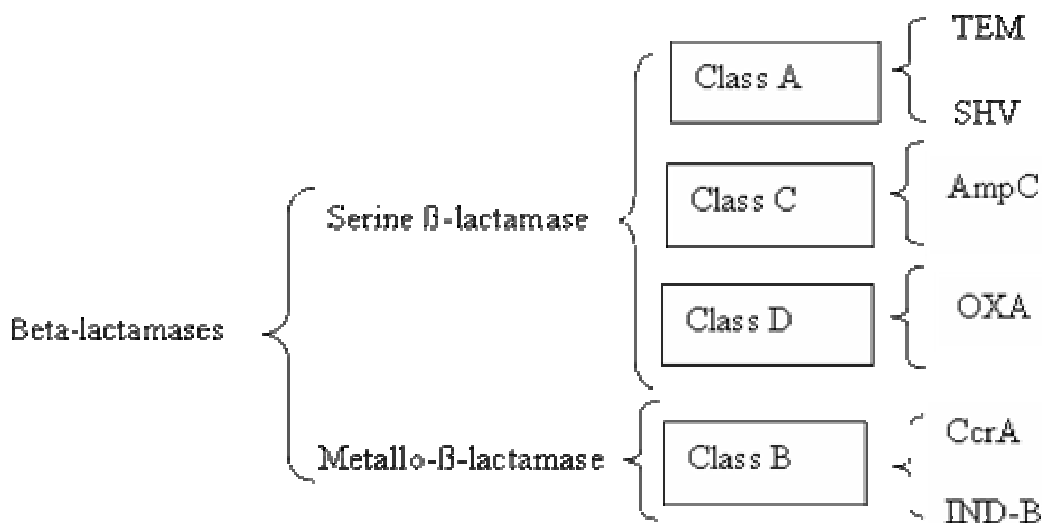 TEM
Class A
SHV
AmpC
Class C
Serine ß-lactamase
OXA
Class D
Beta-lactamases
CcrA
Metallo-ß-lactamase
Class B
IND-B